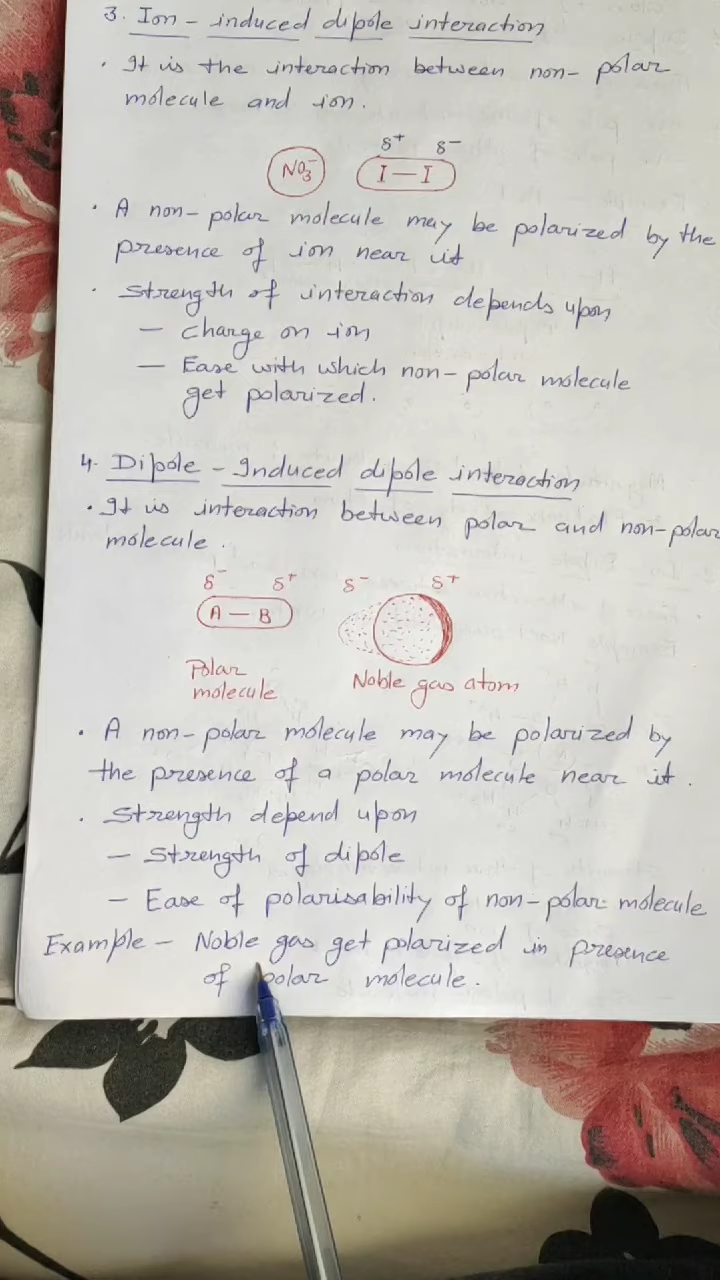 3. Ion - induced dipole interaction
· It is the interaction between non-polar
molecule and ion.
δ+ δ-
NO3- I — I
· A non-polar molecule may be polarized by the
presence of ion near it
· Strength of interaction depends upon
— charge on ion
— Ease with which non-polar molecule
get polarized.
4. Dipole - Induced dipole interaction
· It is interaction between polar and non-polar
molecule.
δ- δ+ δ- δ+
A — B
Polar
molecule
Noble gas atom
· A non-polar molecule may be polarized by
the presence of a polar molecule near it.
· Strength depend upon
— Strength of dipole
— Ease of polarisability of non-polar molecule
Example - Noble gas get polarized in presence
of polar molecule.